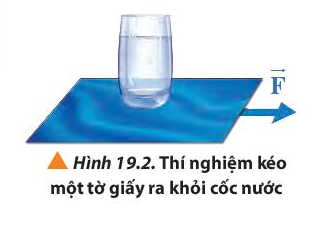 F
▲ Hình 19.2. Thí nghiệm kéo
một tờ giấy ra khỏi cốc nước